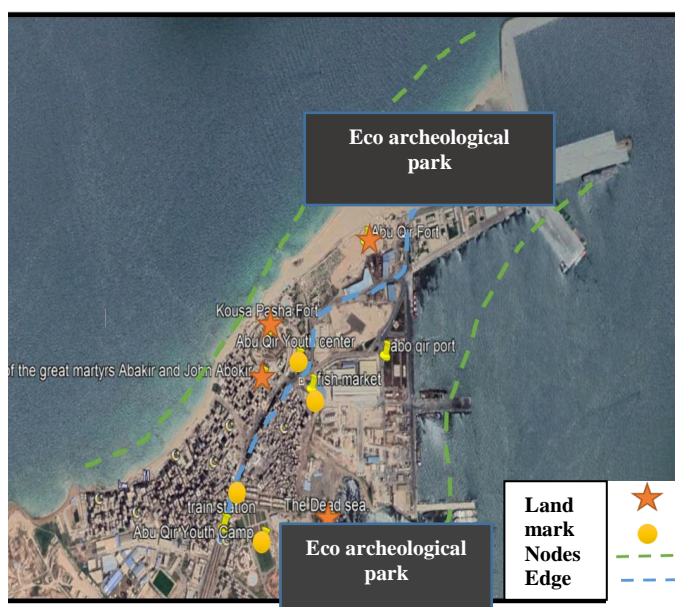 Eco archeological
park
Abu Qir Fort
Kousa Pasha Fort
Abu Qir Youth center
abo qir port
of the great martyrs Abakir and John Abokir
fish market
train station
The Dead sea
Abu Qir Youth Camp
Eco archeological
park
Land
mark
Nodes
Edge